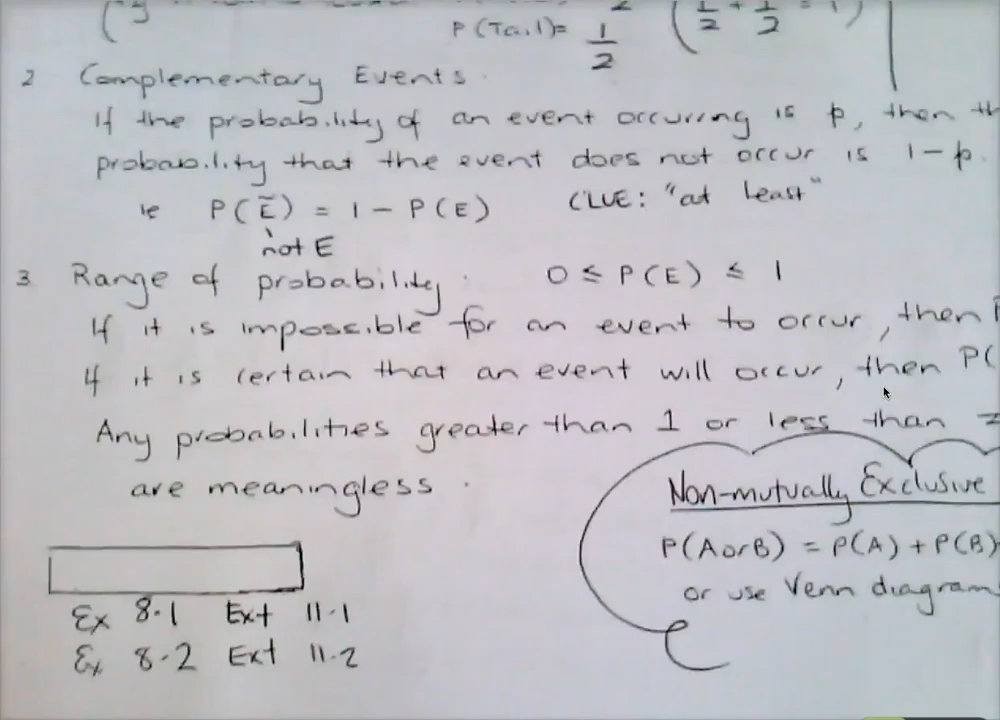 P(Tail) = 1/2 (1/2 + 1/2 = 1)
2 Complementary Events.
If the probability of an event occurring is p, then th
probability that the event does not occur is 1-p.
ie P(Ē) = 1 - P(E) CLUE: "at least"
not E
3 Range of probability: 0 ≤ P(E) ≤ 1
If it is impossible for an event to occur, then
If it is certain that an event will occur, then P(
Any probabilities greater than 1 or less than
are meaningless.
Non-mutually Exclusive
P(A or B) = P(A) + P(B)
or use Venn diagram
Ex 8.1 Ext 11.1
Ex 8.2 Ext 11.2